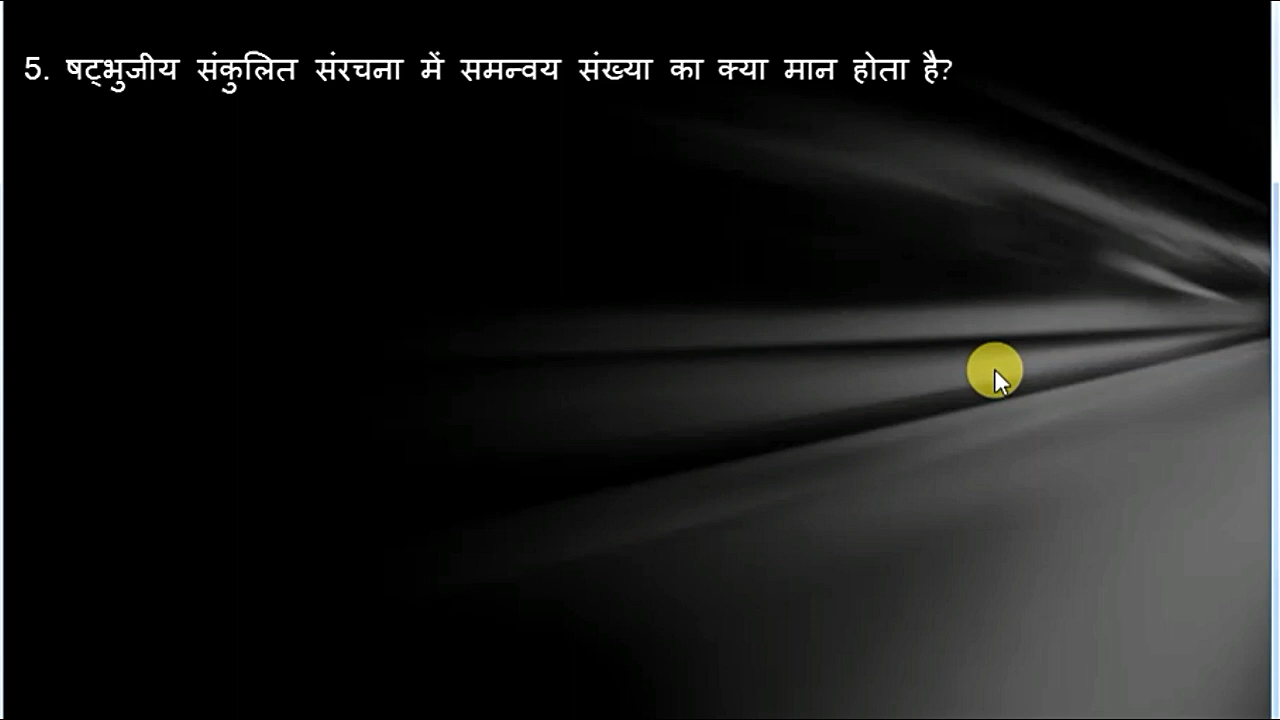 5. षट्भुजीय संकुलित संरचना में समन्वय संख्या का क्या मान होता है?